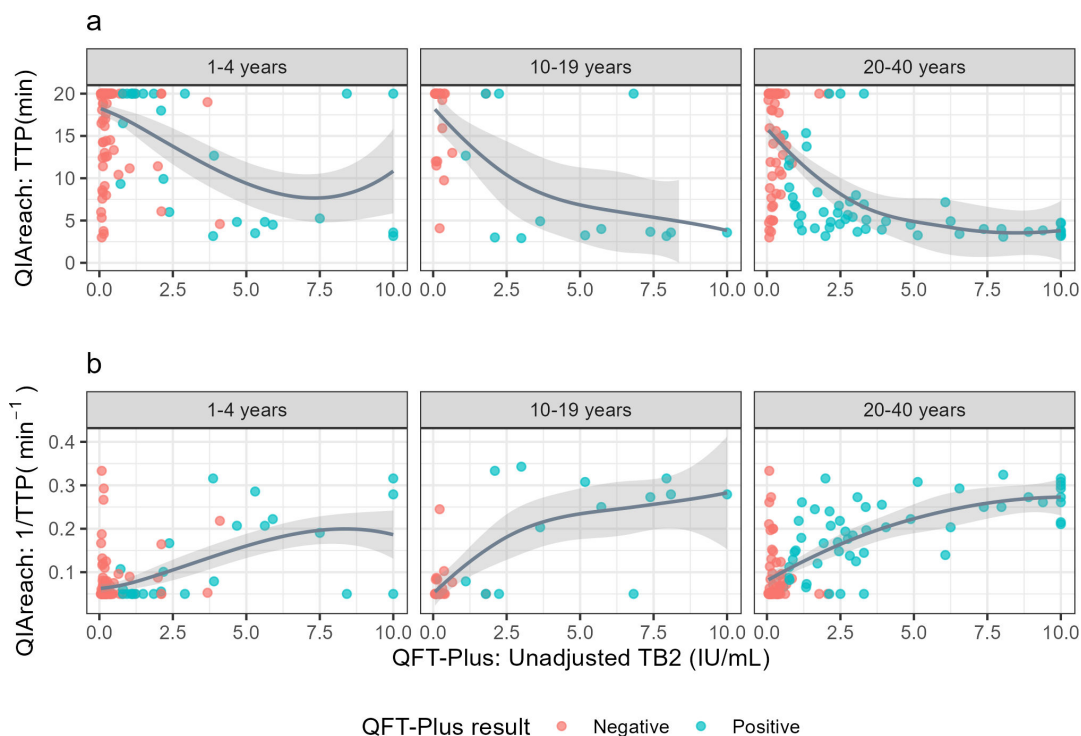 a
1-4 years 10-19 years 20-40 years
QIAreach: TTP(min)
20
15
10
5
0
0.0 2.5 5.0 7.5 10.0 0.0 2.5 5.0 7.5 10.0 0.0 2.5 5.0 7.5 10.0
b
1-4 years 10-19 years 20-40 years
QIAreach: 1/TTP( min⁻¹ )
0.4
0.3
0.2
0.1
0.0 2.5 5.0 7.5 10.0 0.0 2.5 5.0 7.5 10.0 0.0 2.5 5.0 7.5 10.0
QFT-Plus: Unadjusted TB2 (IU/mL)
QFT-Plus result Negative Positive